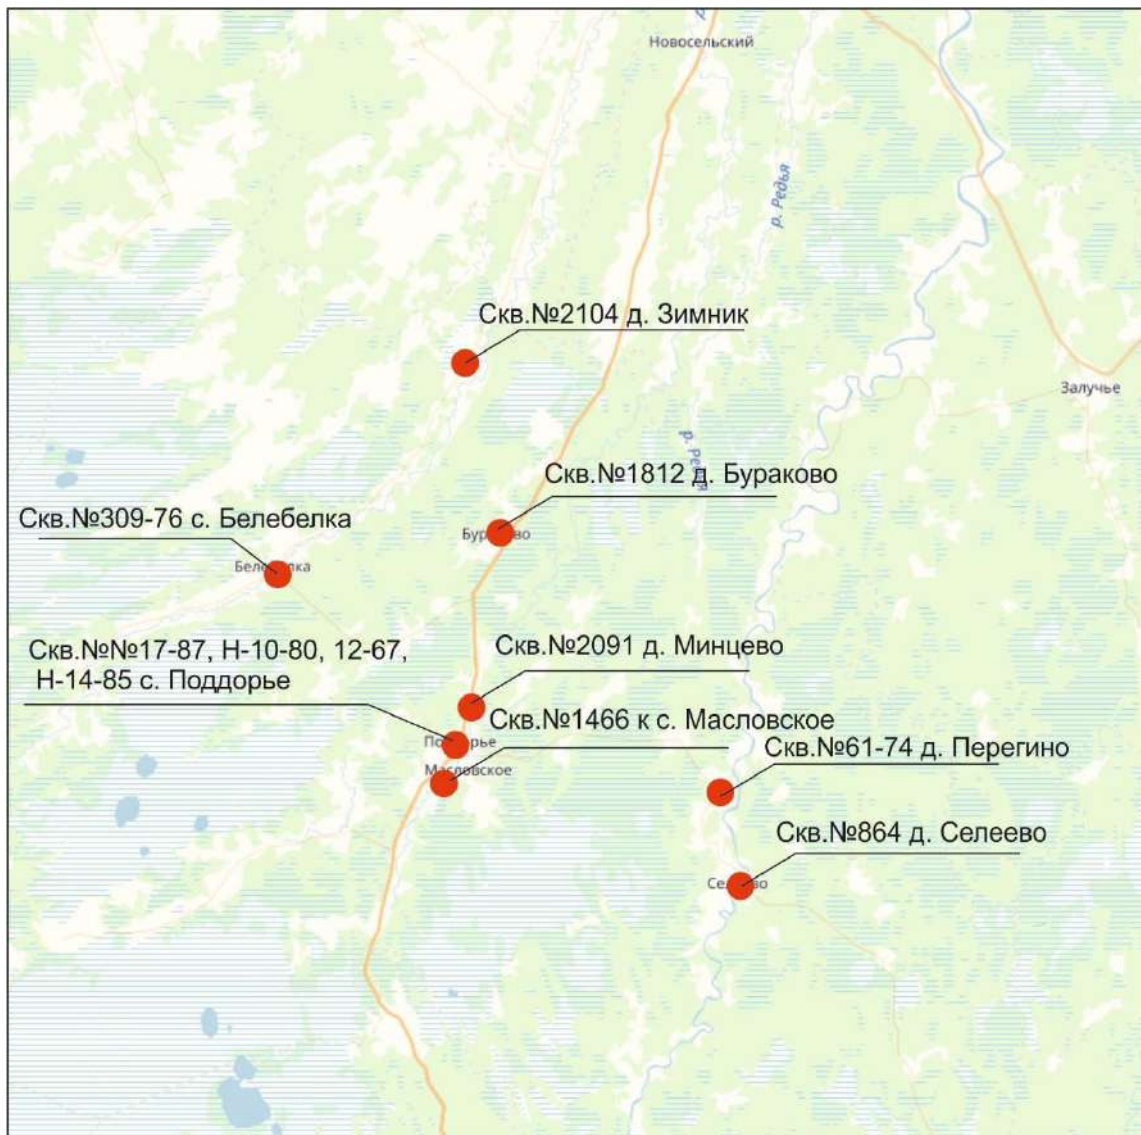 Новосельский
р. Редья
Скв.№2104 д. Зимник
Залучье
р. Редья
Скв.№1812 д. Бураково
Скв.№309-76 с. Белебелка
Скв.№№17-87, Н-10-80, 12-67,
Н-14-85 с. Поддорье
Скв.№2091 д. Минцево
Скв.№1466 к с. Масловское
Масловское
Скв.№61-74 д. Перегино
Скв.№864 д. Селеево